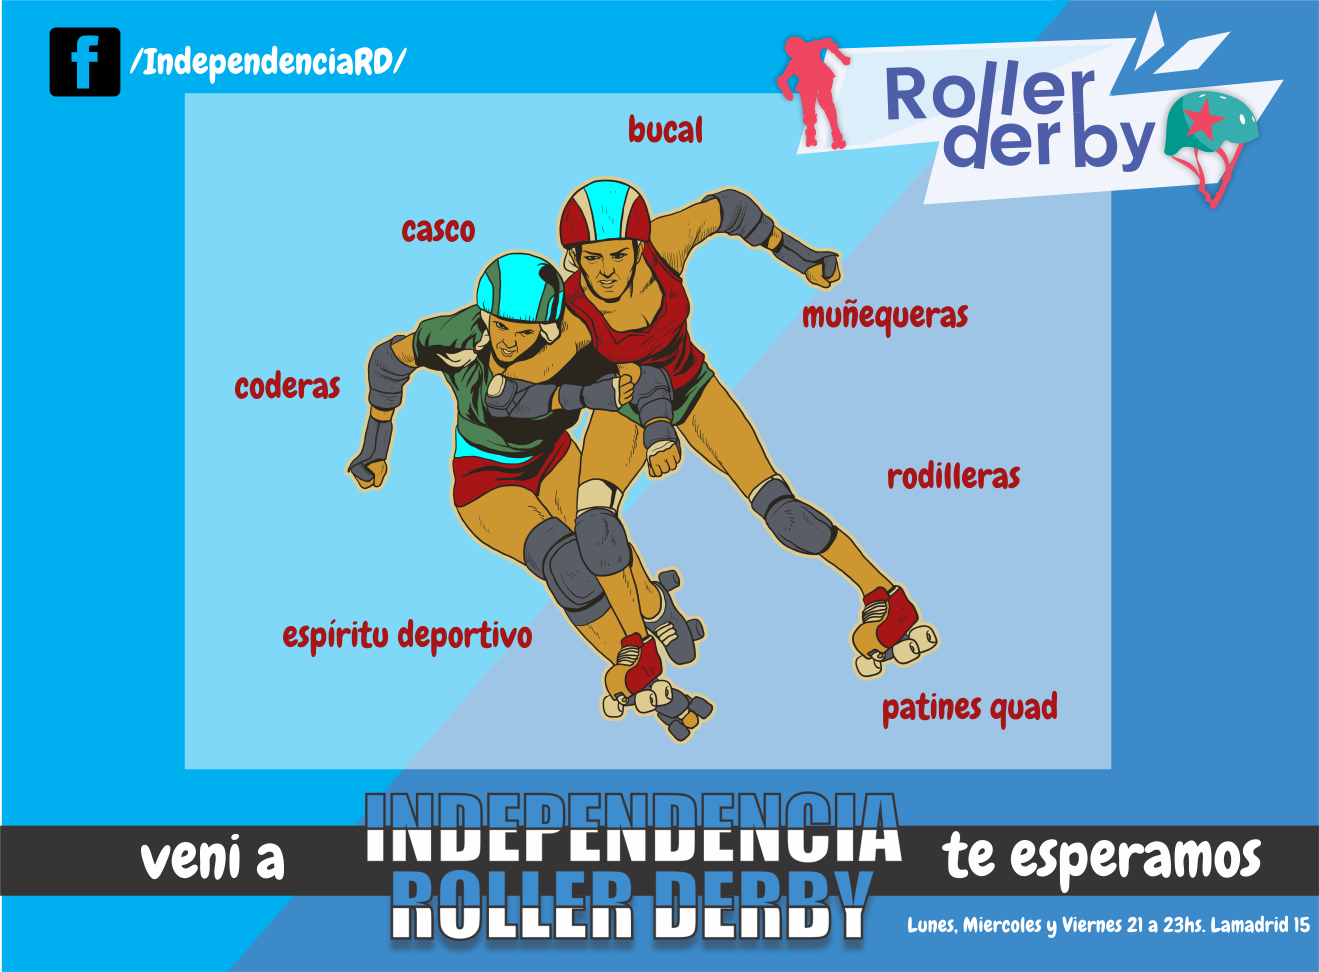 f /IndependenciaRD/
Roller
derby
bucal
casco
muñequeras
coderas
rodilleras
espíritu deportivo
patines quad
veni a
INDEPENDENCIA
ROLLER DERBY
te esperamos
Lunes, Miercoles y Viernes 21 a 23hs. Lamadrid 15